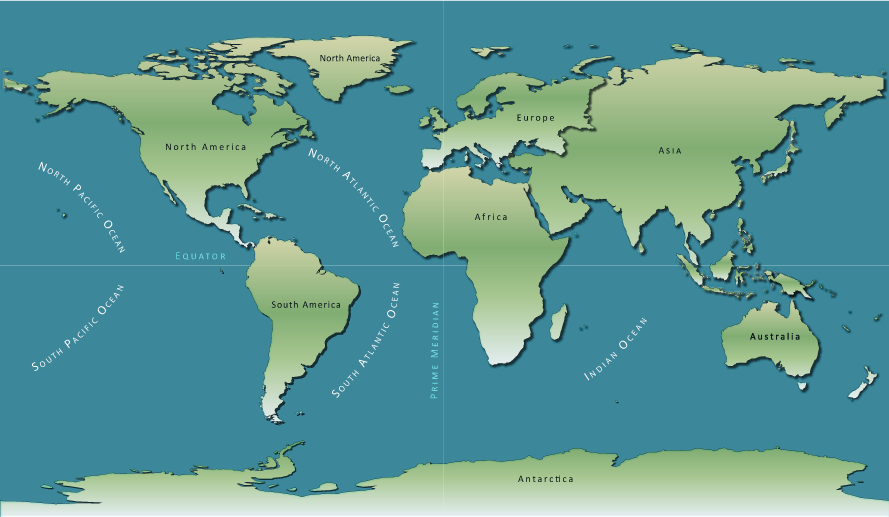 North America
Europe
North America
Asia
North Pacific Ocean
North Atlantic Ocean
Africa
Equator
South America
South Pacific Ocean
South Atlantic Ocean
Prime Meridian
Indian Ocean
Australia
Antarctica